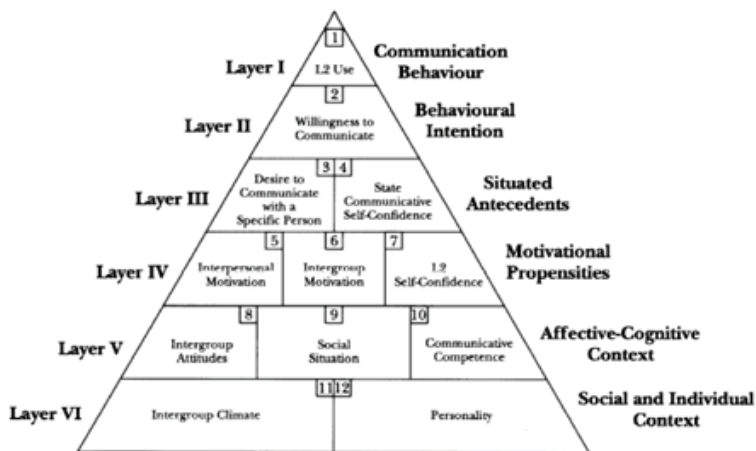 1
Layer I
L2 Use
Communication
Behaviour
2
Layer II
Willingness to
Communicate
Behavioural
Intention
3 4
Layer III
Desire to
Communicate
with a
Specific Person
State
Communicative
Self-Confidence
Situated
Antecedents
5 6 7
Layer IV
Interpersonal
Motivation
Intergroup
Motivation
L2
Self-Confidence
Motivational
Propensities
8 9 10
Layer V
Intergroup
Attitudes
Social
Situation
Communicative
Competence
Affective-Cognitive
Context
11 12
Layer VI
Intergroup Climate
Personality
Social and Individual
Context